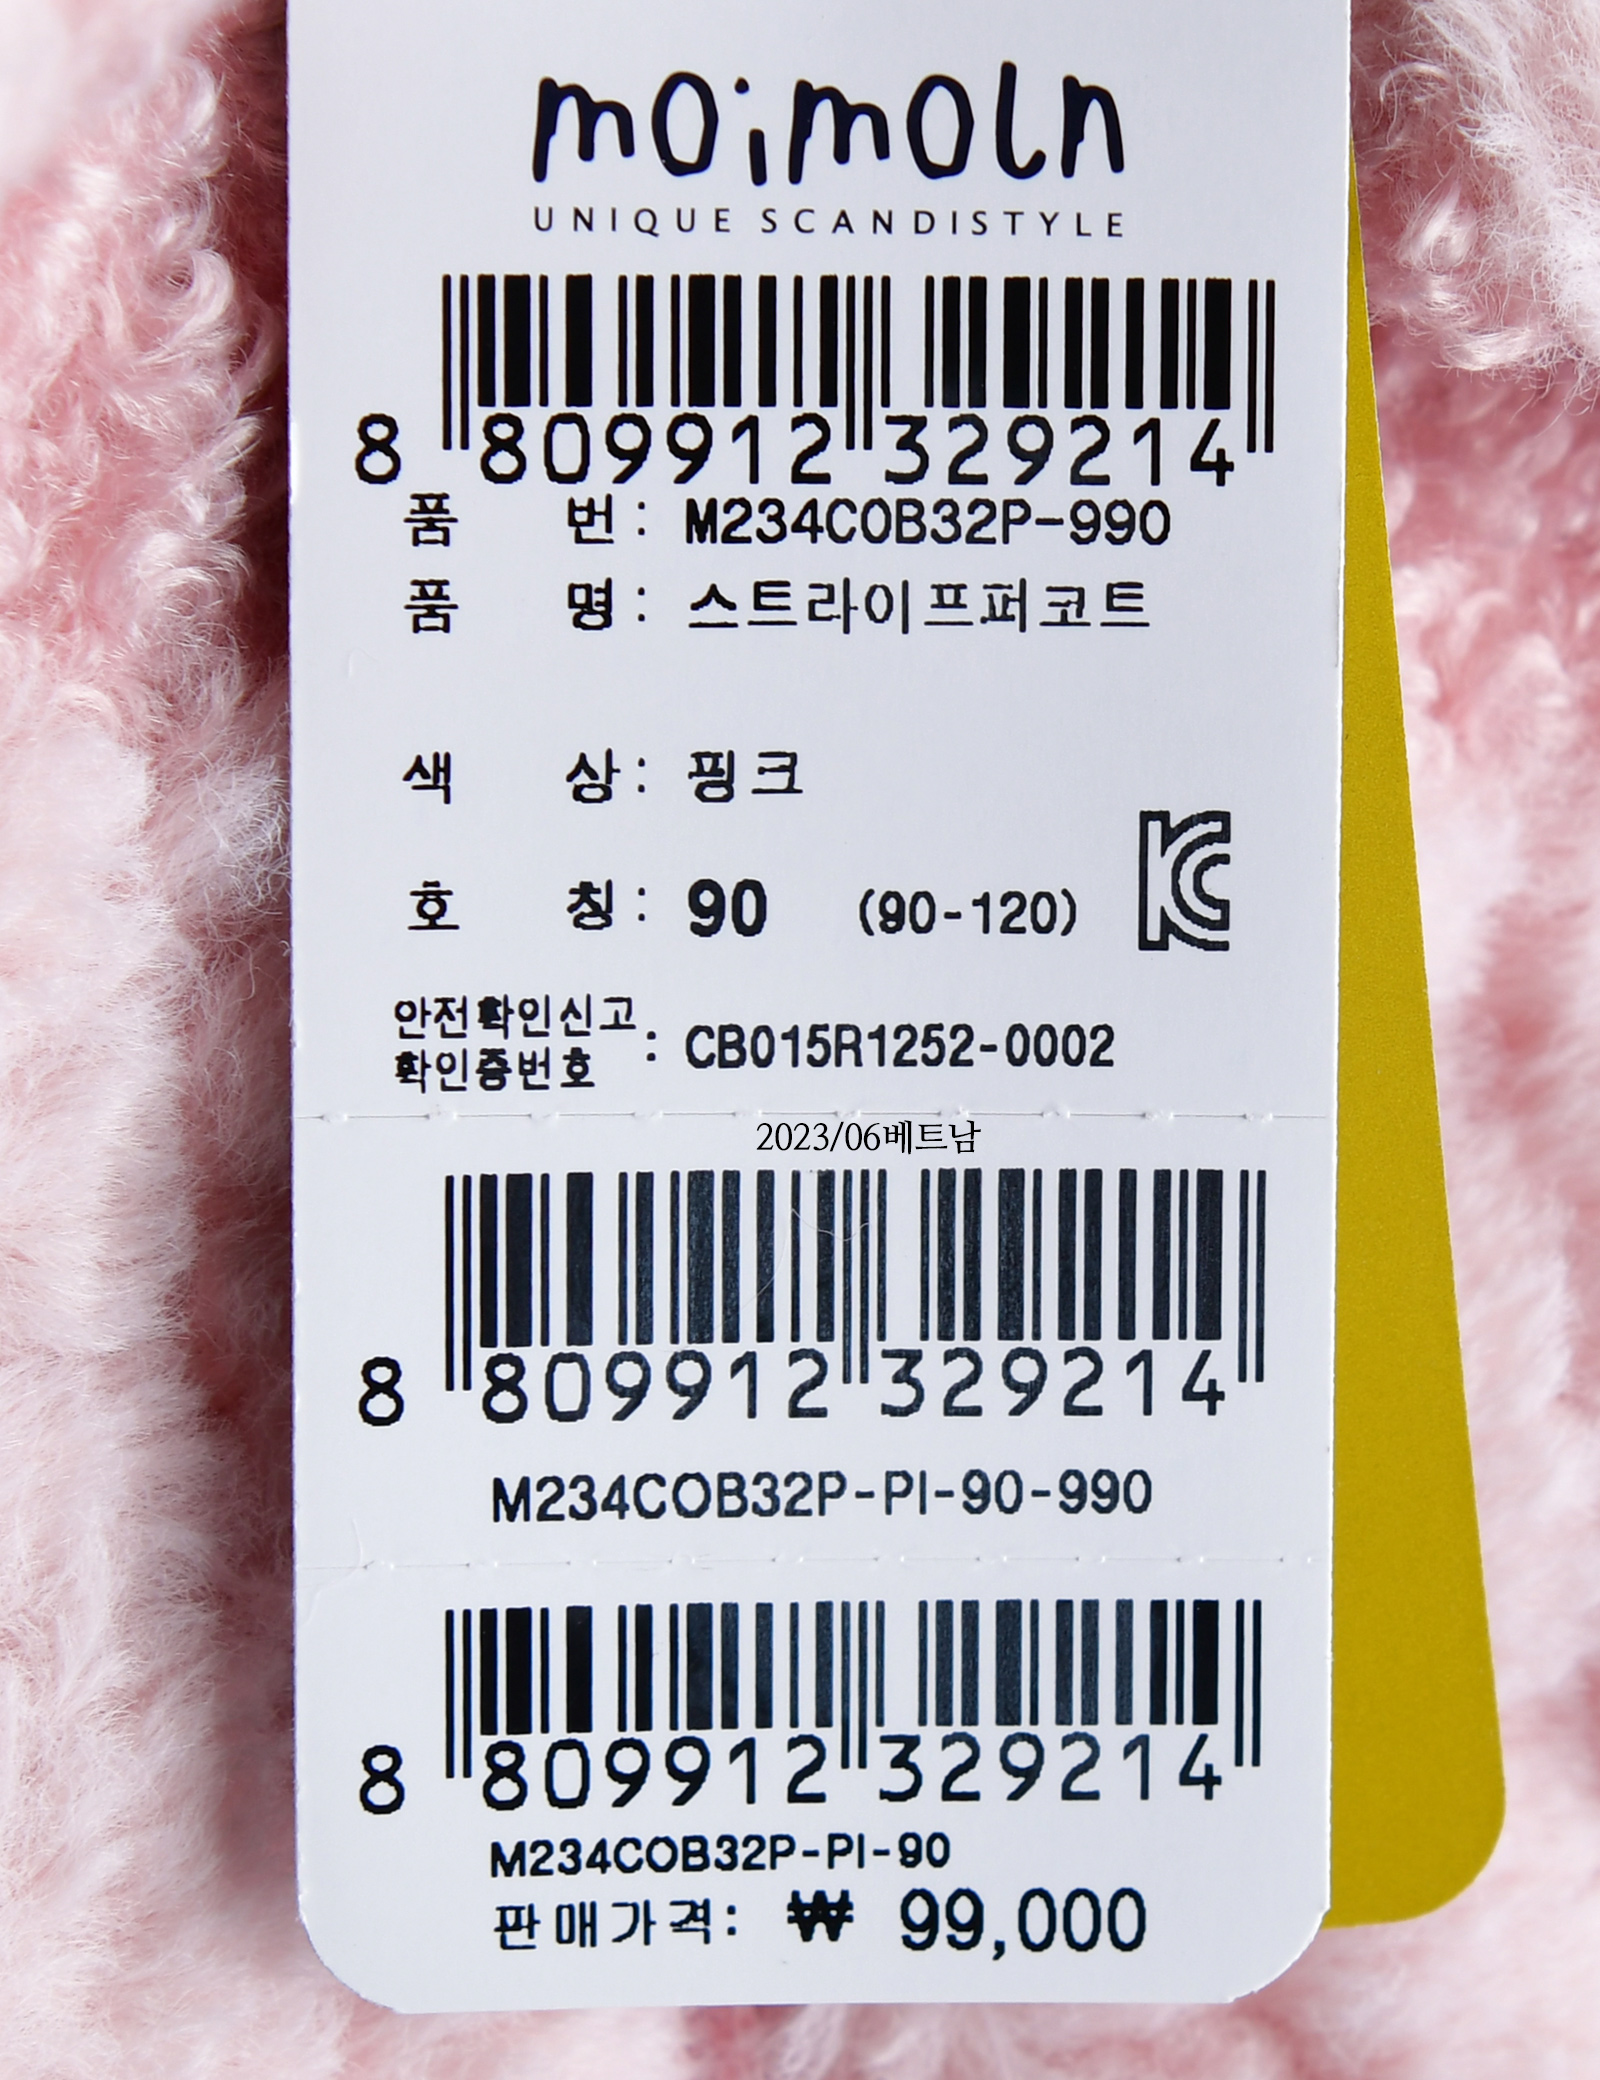 moimoln
UNIQUE SCANDISTYLE
8 809912 329214
품 번: M234COB32P-990
품 명: 스트라이프퍼코트
색 상: 핑크
호 칭: 90 (90-120)
KC
안전확인신고
확인증번호 : CB015R1252-0002
2023/06베트남
8 809912 329214
M234COB32P-PI-90-990
8 809912 329214
M234COB32P-PI-90
판매가격: ₩ 99,000